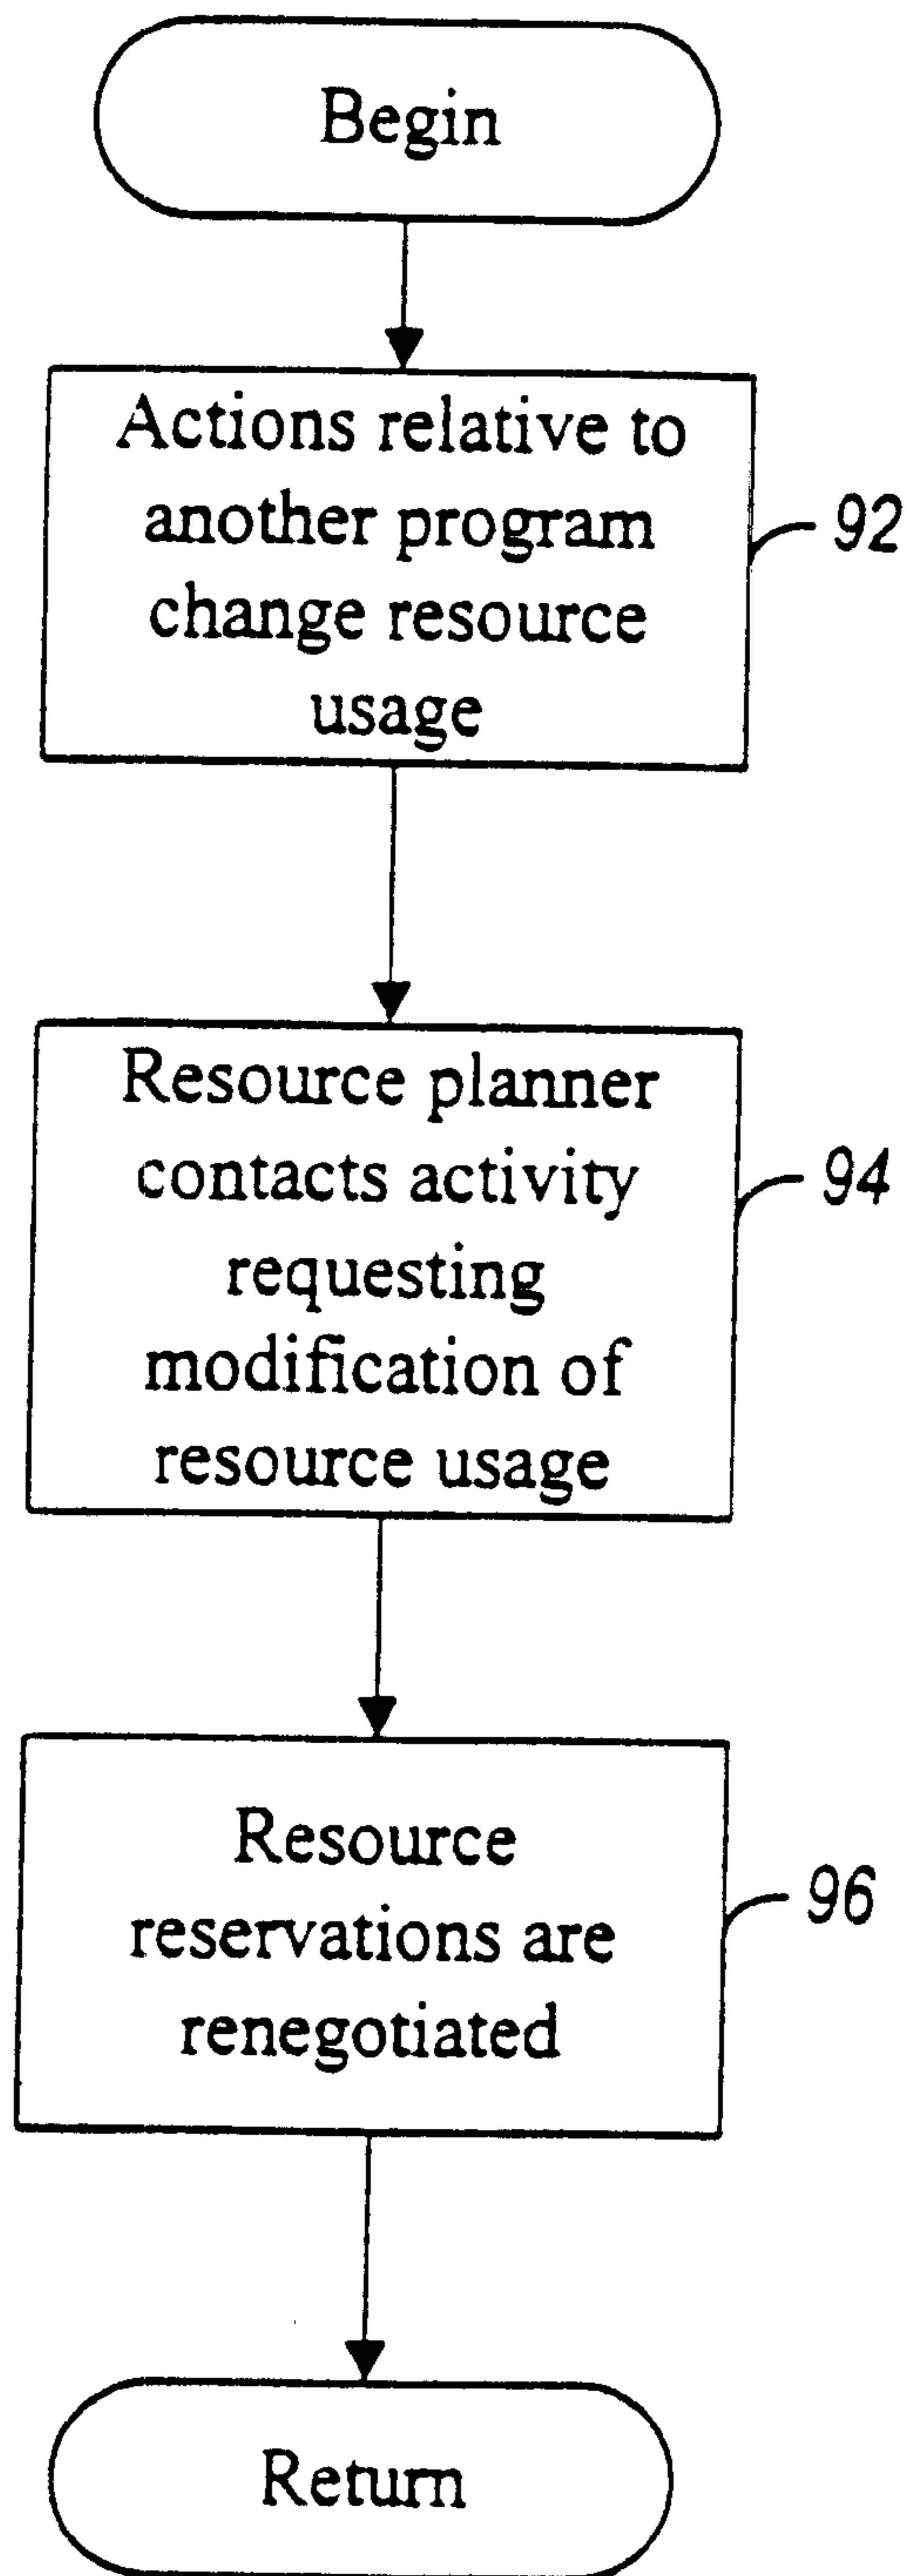 Begin
Actions relative to
another program
change resource
usage
92
Resource planner
contacts activity
requesting
modification of
resource usage
94
Resource
reservations are
renegotiated
96
Return